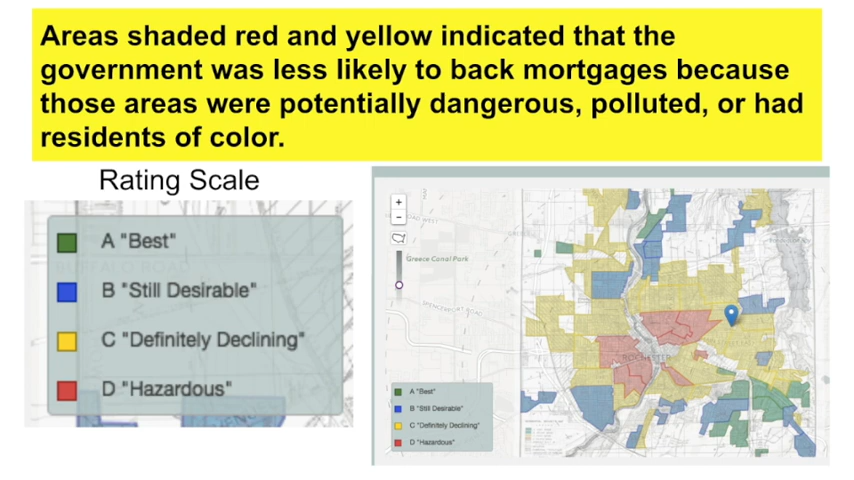 Areas shaded red and yellow indicated that the
government was less likely to back mortgages because
those areas were potentially dangerous, polluted, or had
residents of color.
Rating Scale
A "Best"
B "Still Desirable"
C "Definitely Declining"
D "Hazardous"
+
−
Greece Canal Park
ROCHESTER
A "Best"
B "Still Desirable"
C "Definitely Declining"
D "Hazardous"